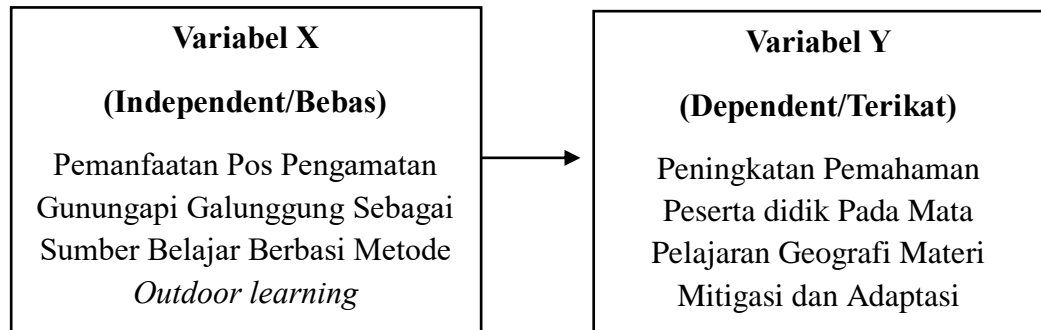 Variabel X
(Independent/Bebas)
Pemanfaatan Pos Pengamatan
Gunungapi Galunggung Sebagai
Sumber Belajar Berbasi Metode
Outdoor learning
Variabel Y
(Dependent/Terikat)
Peningkatan Pemahaman
Peserta didik Pada Mata
Pelajaran Geografi Materi
Mitigasi dan Adaptasi